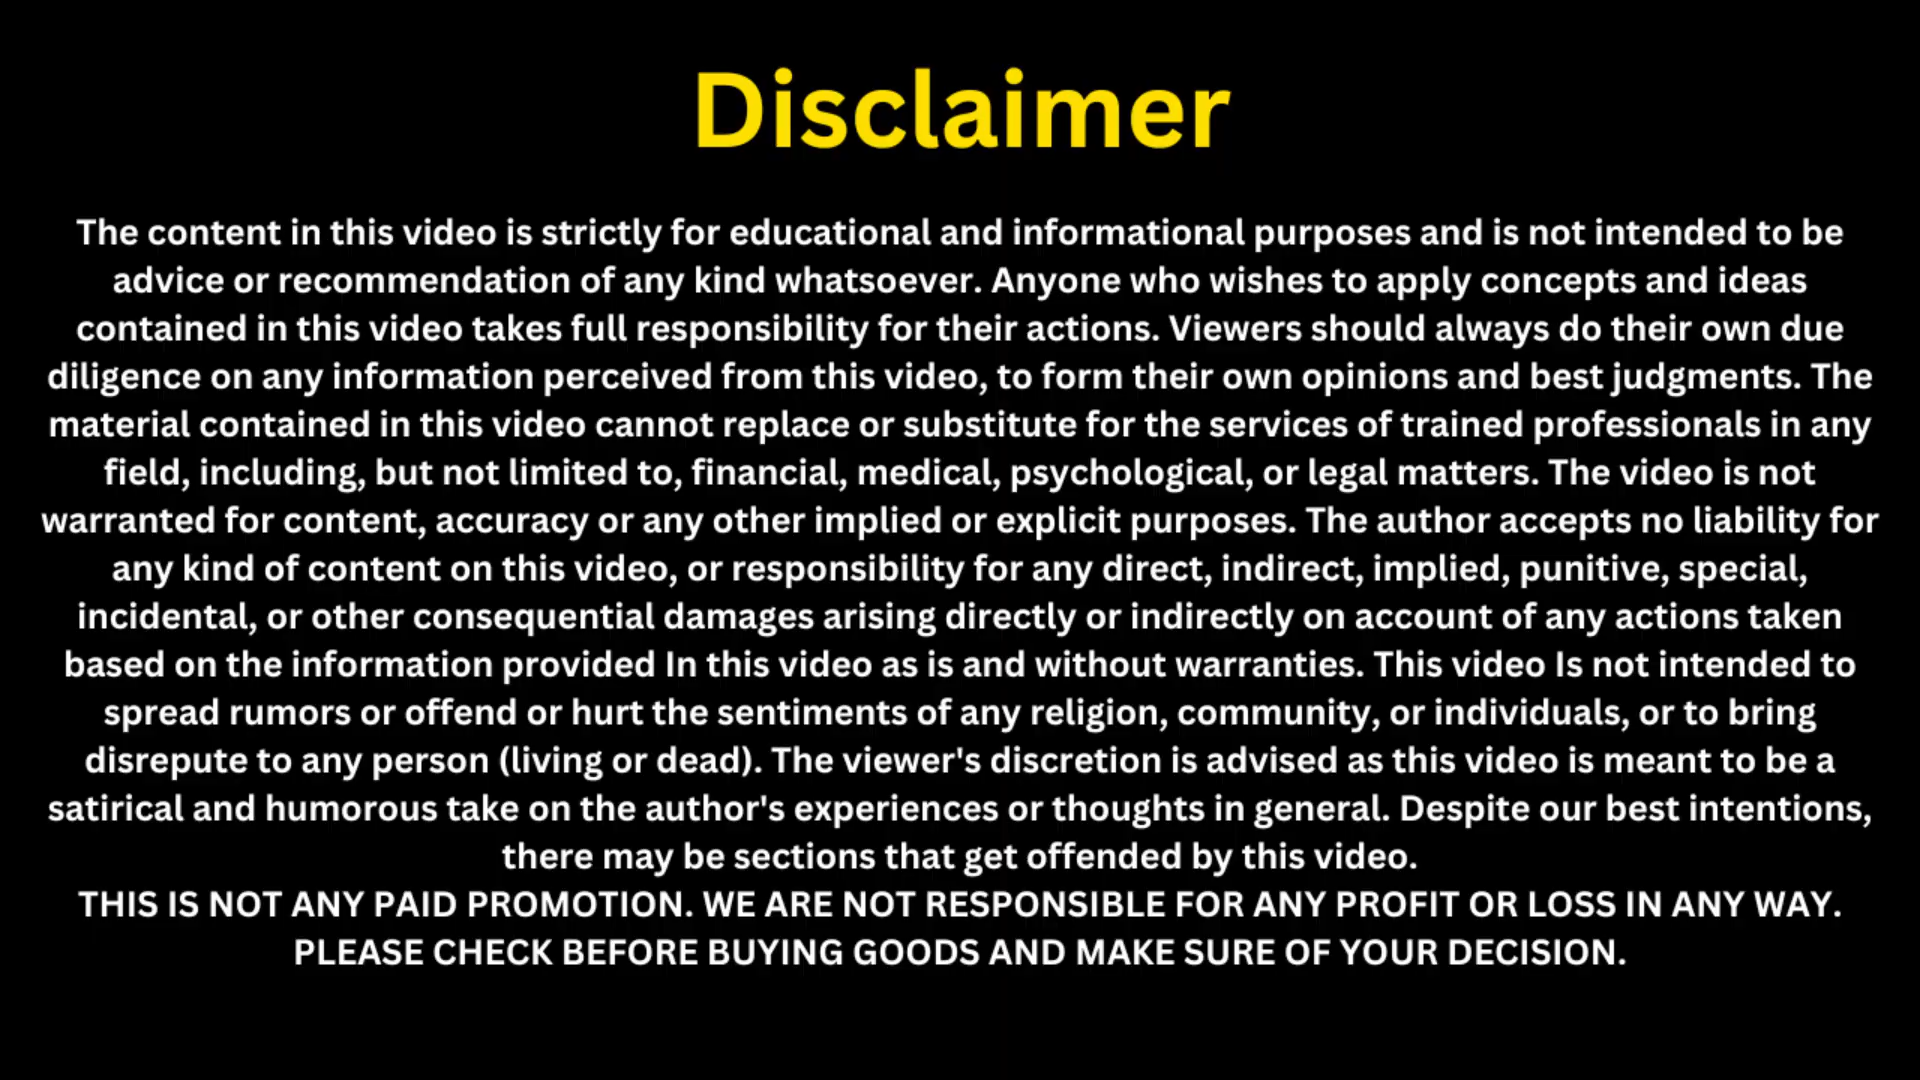 Disclaimer
The content in this video is strictly for educational and informational purposes and is not intended to be
advice or recommendation of any kind whatsoever. Anyone who wishes to apply concepts and ideas
contained in this video takes full responsibility for their actions. Viewers should always do their own due
diligence on any information perceived from this video, to form their own opinions and best judgments. The
material contained in this video cannot replace or substitute for the services of trained professionals in any
field, including, but not limited to, financial, medical, psychological, or legal matters. The video is not
warranted for content, accuracy or any other implied or explicit purposes. The author accepts no liability for
any kind of content on this video, or responsibility for any direct, indirect, implied, punitive, special,
incidental, or other consequential damages arising directly or indirectly on account of any actions taken
based on the information provided In this video as is and without warranties. This video Is not intended to
spread rumors or offend or hurt the sentiments of any religion, community, or individuals, or to bring
disrepute to any person (living or dead). The viewer's discretion is advised as this video is meant to be a
satirical and humorous take on the author's experiences or thoughts in general. Despite our best intentions,
there may be sections that get offended by this video.
THIS IS NOT ANY PAID PROMOTION. WE ARE NOT RESPONSIBLE FOR ANY PROFIT OR LOSS IN ANY WAY.
PLEASE CHECK BEFORE BUYING GOODS AND MAKE SURE OF YOUR DECISION.